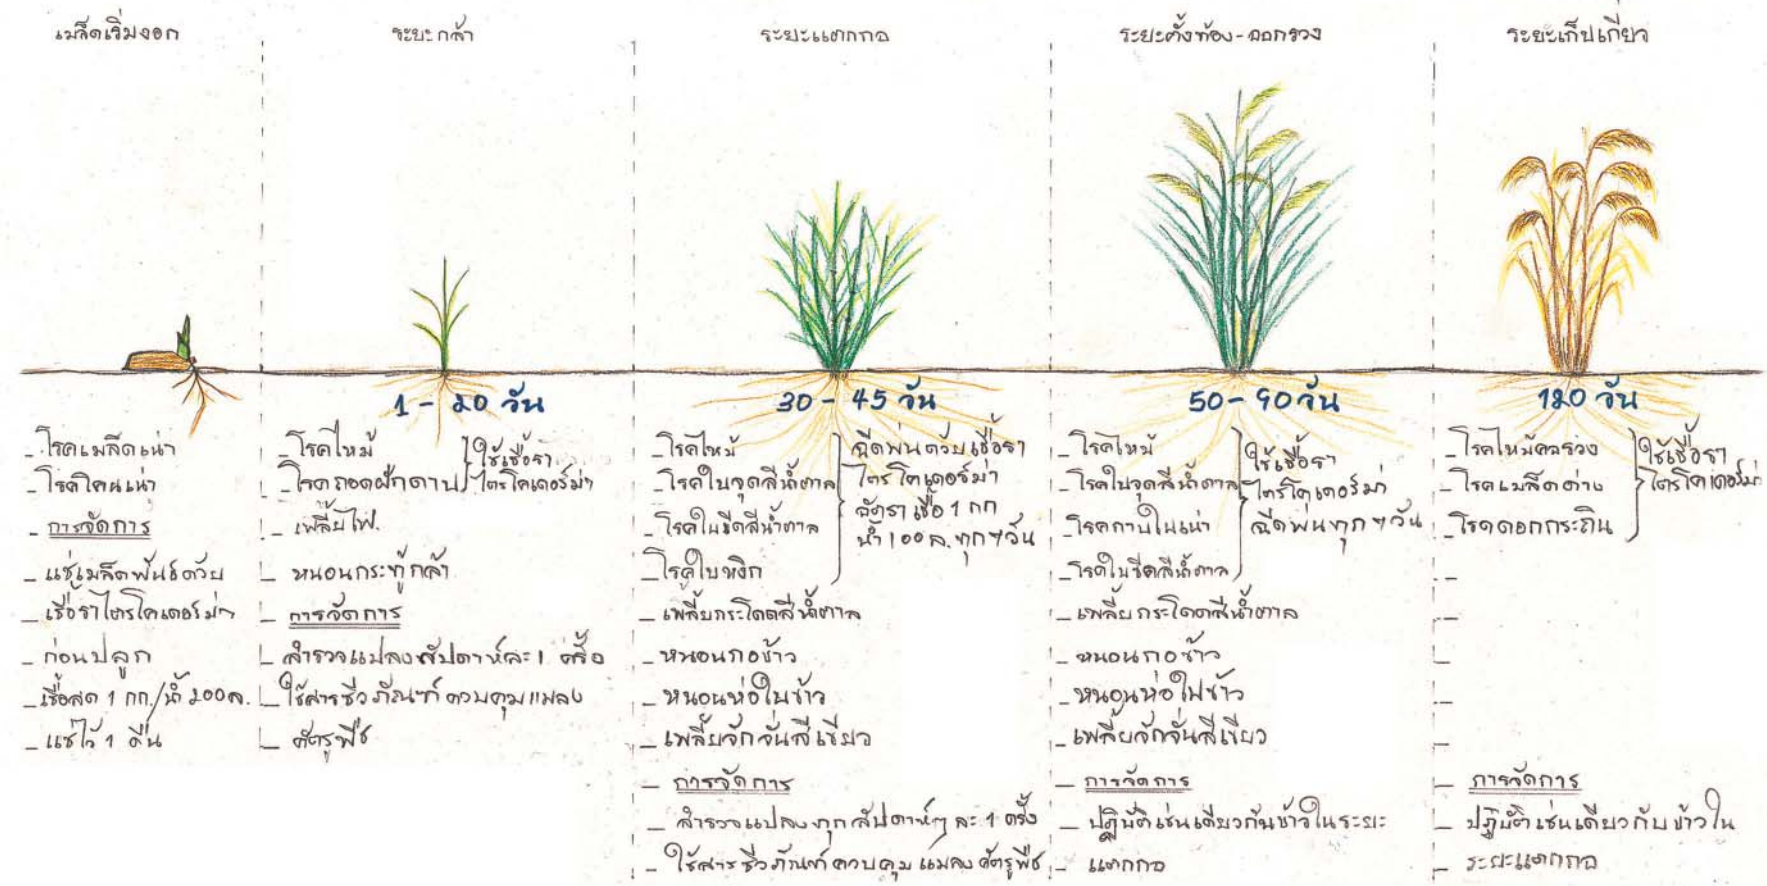 เมล็ดเริ่มงอก
- โรคเมล็ดเน่า
- โรคโคนเน่า
- การจัดการ
- แช่เมล็ดพันธ์ด้วย
- เชื้อราไตรโคเดอร์ม่า
- ก่อนปลูก
- เชื้อสด 1 กก./น้ำ 200ล.
- แช่ไว้ 1 คืน
ระยะกล้า
1 - 20 วัน
- โรคไหม้
- โรคถอดฝักดาบ
ใช้เชื้อรา
ไตรโคเดอร์ม่า
- เพลี้ยไฟ.
- หนอนกระทู้กล้า
- การจัดการ
- สำรวจแปลงสัปดาห์ละ 1 ครั้ง
- ใช้สารชีวภัณฑ์ควบคุมแมลง
- ศัตรูพืช
ระยะแตกกอ
30 - 45 วัน
- โรคไหม้
- โรคใบจุดสีน้ำตาล
- โรคใบขีดสีน้ำตาล
- โรคใบหงิก
ฉีดพ่นด้วยเชื้อรา
ไตรโคเดอร์ม่า
อัตราเชื้อ 1 กก
น้ำ 100 ล. ทุก 7 วัน
- เพลี้ยกระโดดสีน้ำตาล
- หนอนกอข้าว
- หนอนห่อใบข้าว
- เพลี้ยจักจั่นสีเขียว
- การจัดการ
- สำรวจแปลงทุกสัปดาห์ๆ ละ 1 ครั้ง
- ใช้สารชีวภัณฑ์ควบคุมแมลงศัตรูพืช
ระยะตั้งท้อง - ออกรวง
50 - 90 วัน
- โรคไหม้
- โรคใบจุดสีน้ำตาล
- โรคกาบใบเน่า
- โรคใบขีดสีน้ำตาล
ใช้เชื้อรา
ไตรโคเดอร์ม่า
ฉีดพ่นทุก 7 วัน
- เพลี้ยกระโดดสีน้ำตาล
- หนอนกอข้าว
- หนอนห่อใบข้าว
- เพลี้ยจักจั่นสีเขียว
- การจัดการ
- ปฏิบัติเช่นเดียวกับข้าวในระยะ
- แตกกอ
ระยะเก็บเกี่ยว
120 วัน
- โรคไหม้คอรวง
- โรคเมล็ดด่าง
- โรคดอกกระถิน
ใช้เชื้อรา
ไตรโคเดอร์ม่า
- การจัดการ
- ปฏิบัติเช่นเดียวกับข้าวใน
- ระยะแตกกอ